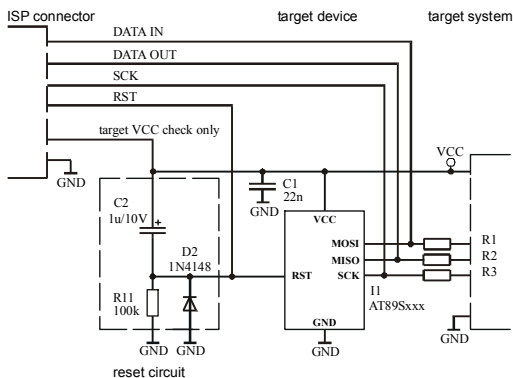 ISP connector
target device
target system
DATA IN
DATA OUT
SCK
RST
target VCC check only
GND
VCC
C1
22n
GND
C2
1u/10V
+
VCC
MOSI
MISO
SCK
RST
GND
R1
R2
R3
D2
1N4148
R11
100k
I1
AT89Sxxx
GND
GND
GND
GND
reset circuit